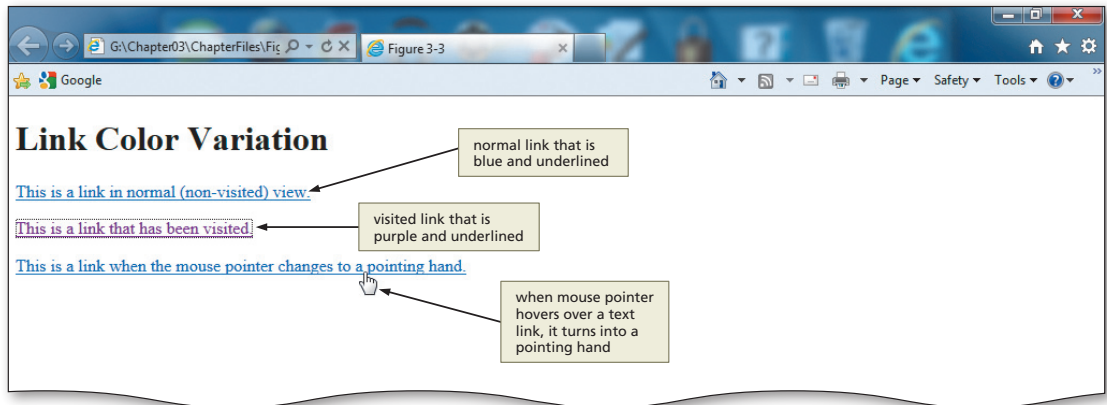 G:\Chapter03\ChapterFiles\Fig
Figure 3-3
Google
Page
Safety
Tools
Link Color Variation
normal link that is
blue and underlined
This is a link in normal (non-visited) view.
visited link that is
purple and underlined
This is a link that has been visited.
This is a link when the mouse pointer changes to a pointing hand.
when mouse pointer
hovers over a text
link, it turns into a
pointing hand